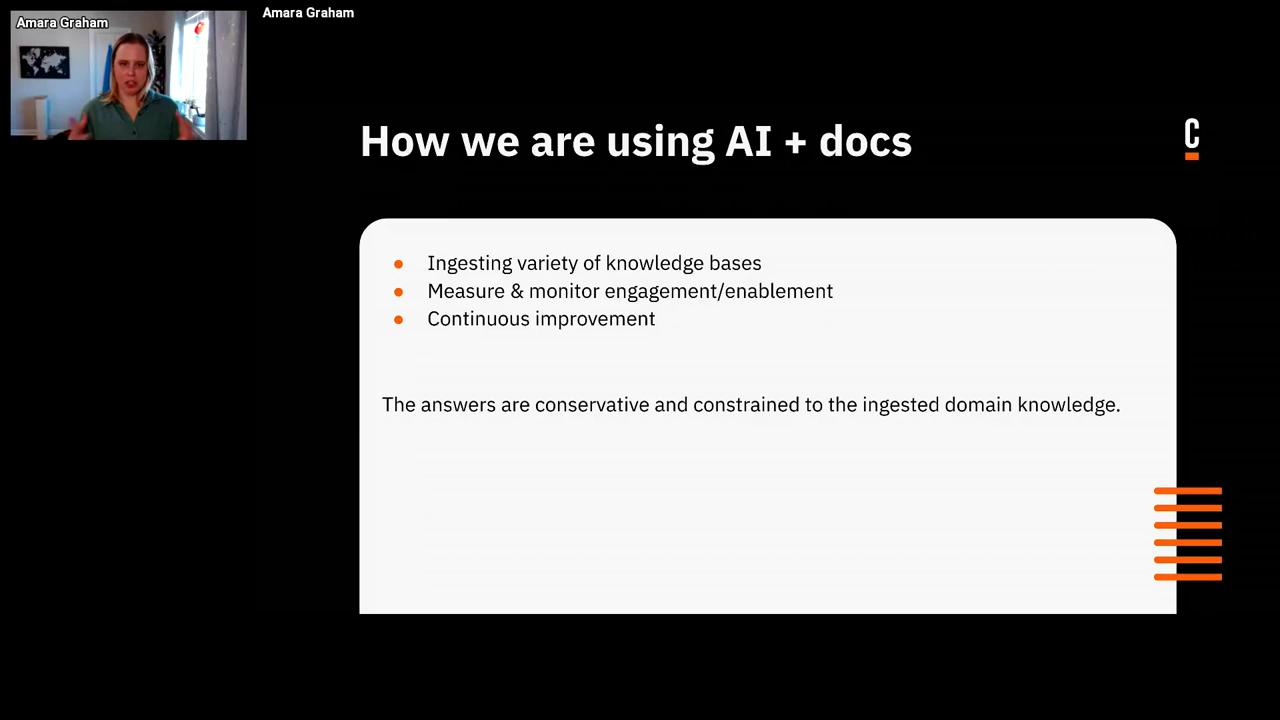 Amara Graham
Amara Graham
How we are using AI + docs
C
● Ingesting variety of knowledge bases
● Measure & monitor engagement/enablement
● Continuous improvement
The answers are conservative and constrained to the ingested domain knowledge.